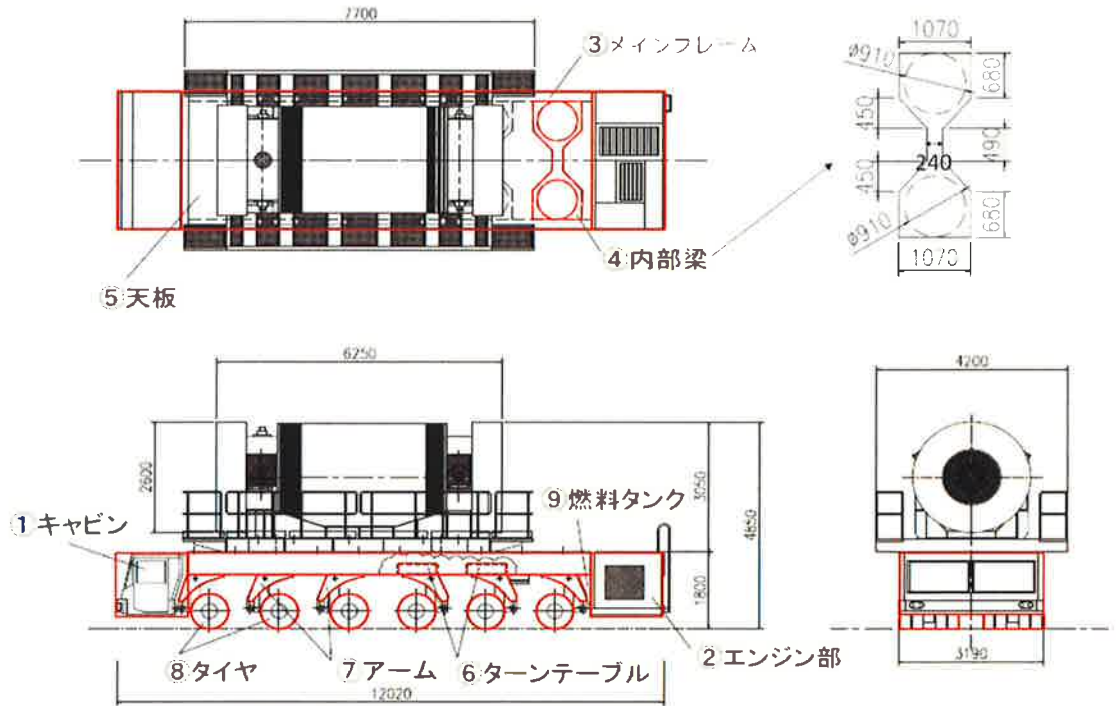 7700
③メインフレーム
④内部梁
⑤天板
1070
ø910
680
450
490
240
450
ø910
680
1070
6250
4200
2600
3050
4850
1800
①キャビン
⑨燃料タンク
⑧タイヤ
⑦アーム
⑥ターンテーブル
②エンジン部
12020
3190